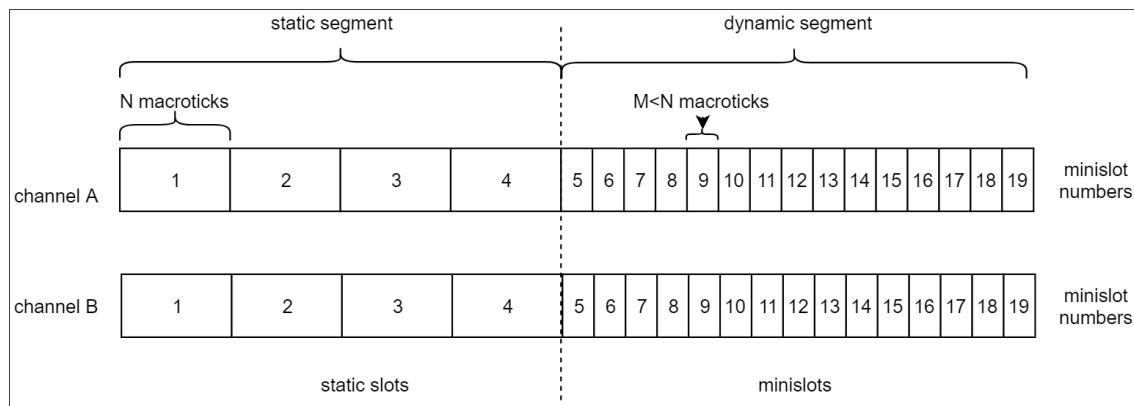 static segment
dynamic segment
N macroticks
M<N macroticks
channel A
1 2 3 4 5 6 7 8 9 10 11 12 13 14 15 16 17 18 19
minislot
numbers
channel B
1 2 3 4 5 6 7 8 9 10 11 12 13 14 15 16 17 18 19
minislot
numbers
static slots
minislots